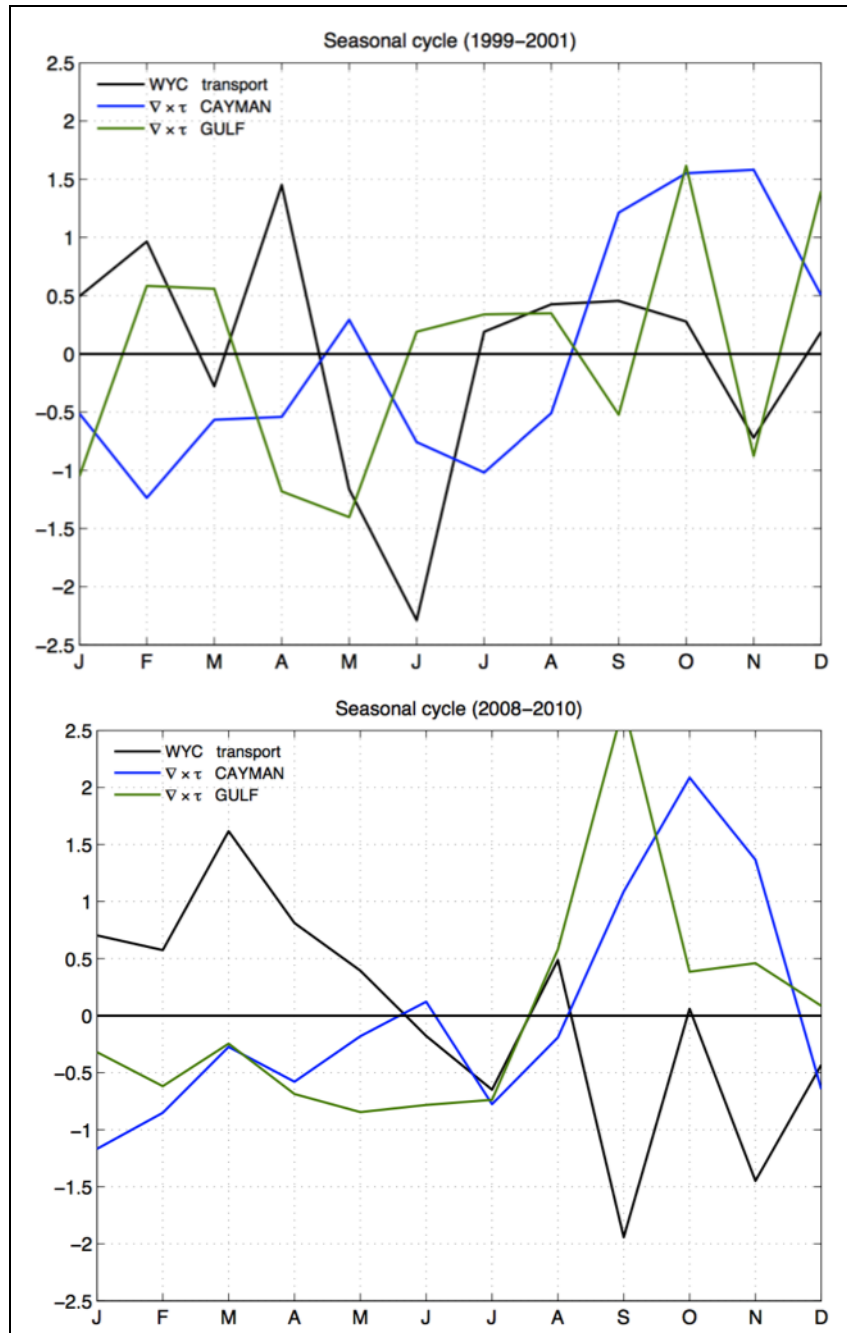 Seasonal cycle (1999−2001)
2.5
WYC transport
∇ × τ CAYMAN
2
∇ × τ GULF
1.5
1
0.5
0
−0.5
−1
−1.5
−2
−2.5
J F M A M J J A S O N D
Seasonal cycle (2008−2010)
2.5
WYC transport
∇ × τ CAYMAN
2
∇ × τ GULF
1.5
1
0.5
0
−0.5
−1
−1.5
−2
−2.5
J F M A M J J A S O N D